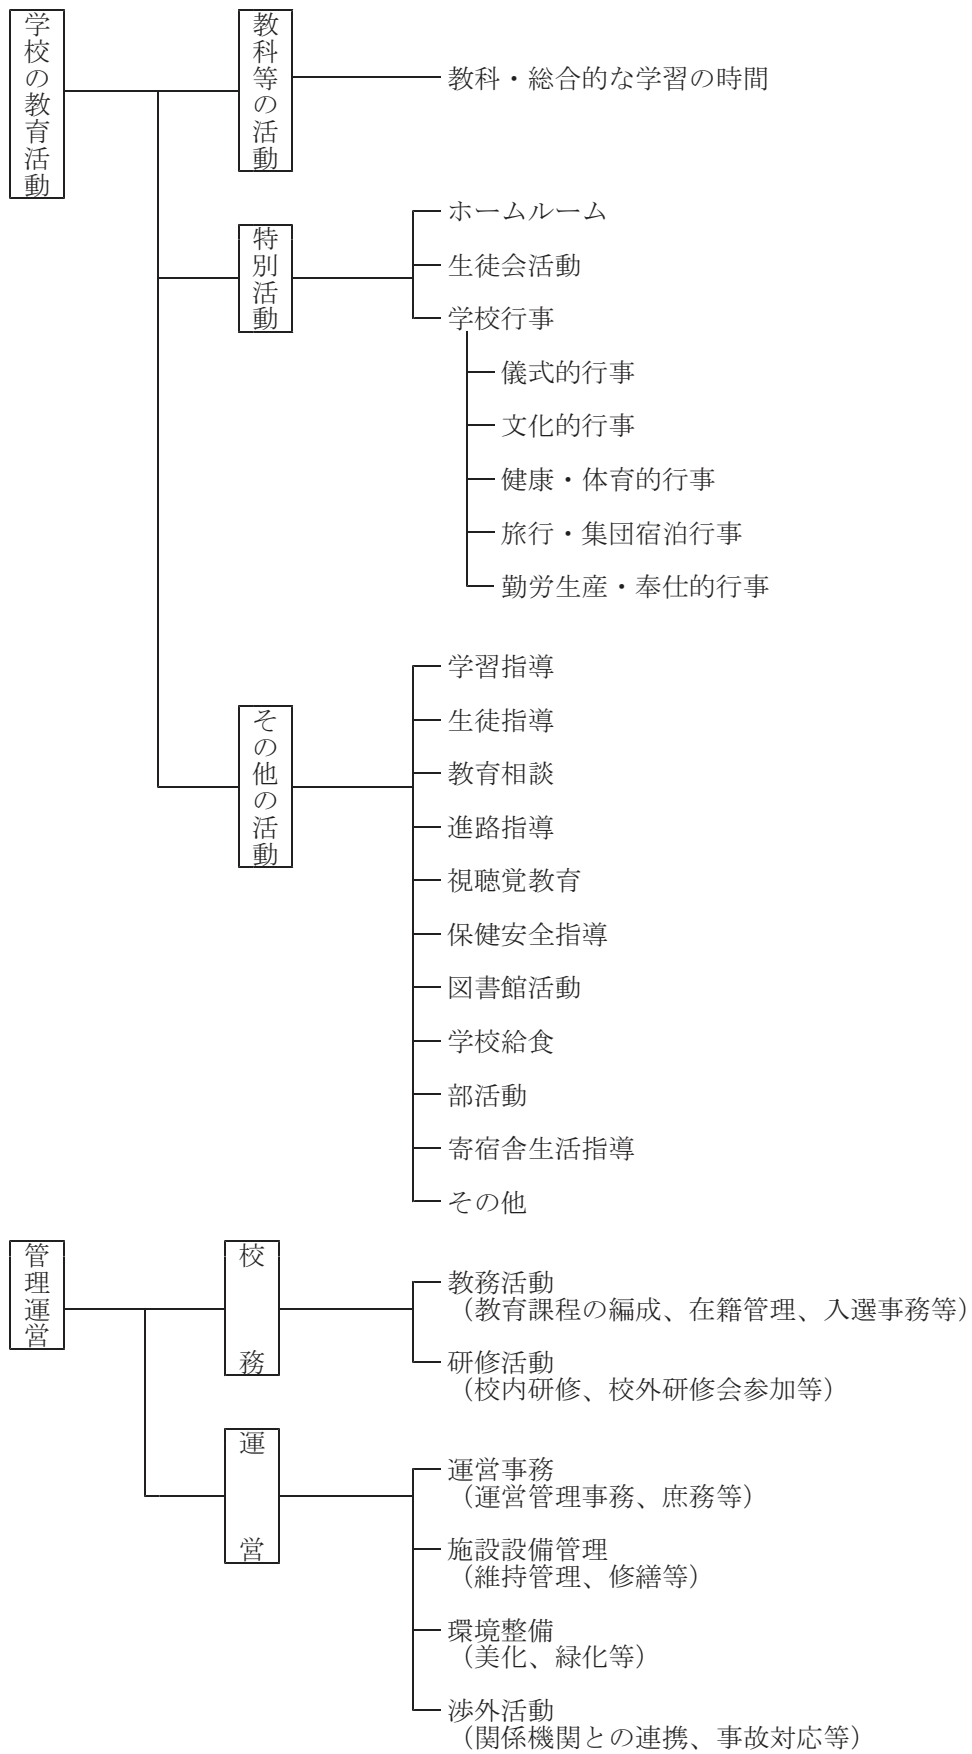 学校の教育活動
教科等の活動
教科・総合的な学習の時間
特別活動
ホームルーム
生徒会活動
学校行事
儀式的行事
文化的行事
健康・体育的行事
旅行・集団宿泊行事
勤労生産・奉仕的行事
その他の活動
学習指導
生徒指導
教育相談
進路指導
視聴覚教育
保健安全指導
図書館活動
学校給食
部活動
寄宿舎生活指導
その他
管理運営
校務
教務活動
（教育課程の編成、在籍管理、入選事務等）
研修活動
（校内研修、校外研修会参加等）
運営
運営事務
（運営管理事務、庶務等）
施設設備管理
（維持管理、修繕等）
環境整備
（美化、緑化等）
渉外活動
（関係機関との連携、事故対応等）